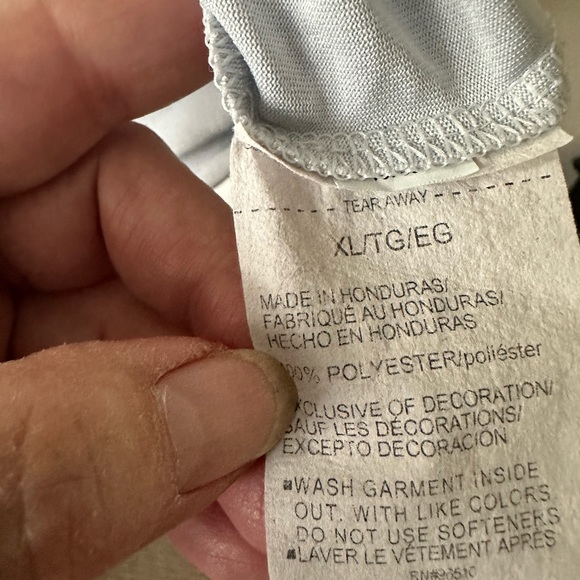 TEAR AWAY
XL/TG/EG
MADE IN HONDURAS/
FABRIQUÉ AU HONDURAS/
HECHO EN HONDURAS
00% POLYESTER/poliéster
XCLUSIVE OF DECORATION/
SAUF LES DÉCORATIONS/
EXCEPTO DECORACIÓN
WASH GARMENT INSIDE
OUT. WITH LIKE COLORS
DO NOT USE SOFTENERS
LAVER LE VÊTEMENT APRÈS